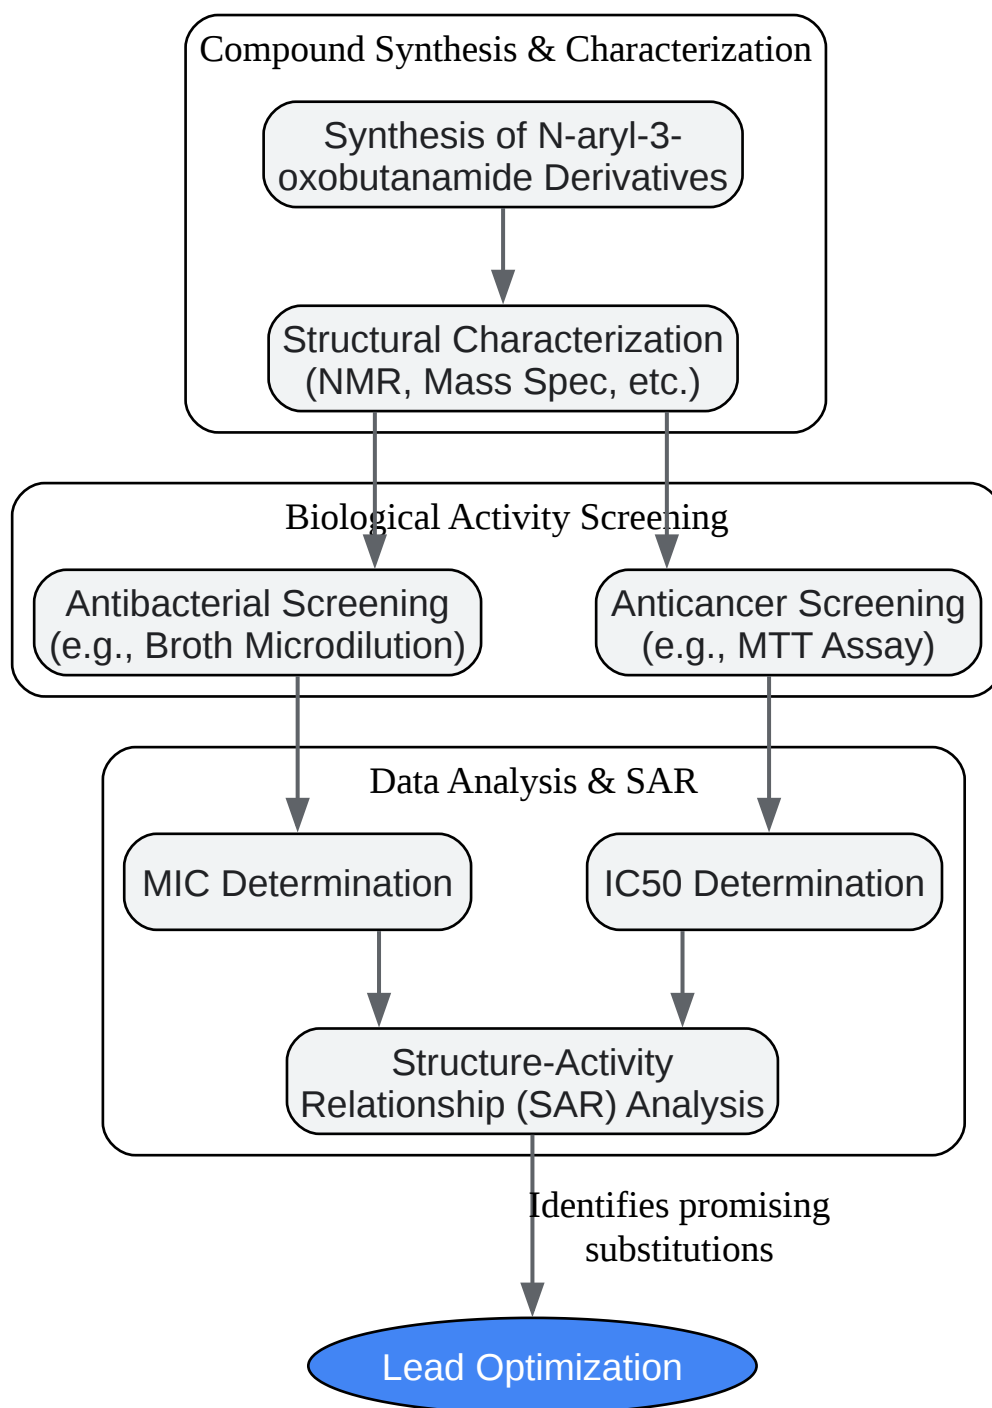 Compound Synthesis & Characterization
Synthesis of N-aryl-3-
oxobutanamide Derivatives
Structural Characterization
(NMR, Mass Spec, etc.)
Biological Activity Screening
Antibacterial Screening
(e.g., Broth Microdilution)
Anticancer Screening
(e.g., MTT Assay)
Data Analysis & SAR
MIC Determination
IC50 Determination
Structure-Activity
Relationship (SAR) Analysis
Identifies promising
substitutions
Lead Optimization